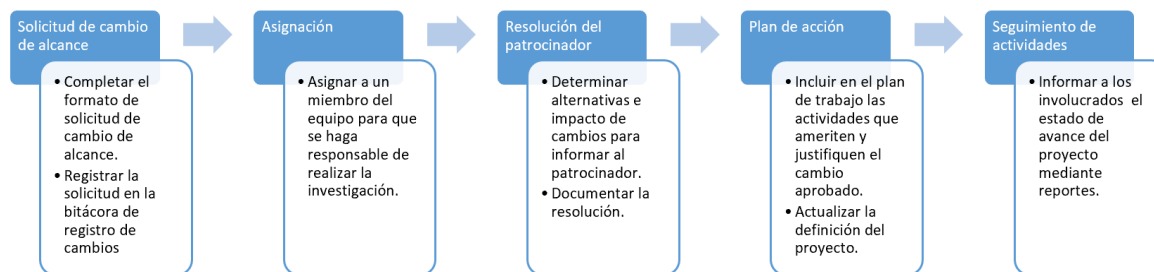 Solicitud de cambio
de alcance
• Completar el
formato de
solicitud de
cambio de
alcance.
• Registrar la
solicitud en la
bitácora de
registro de
cambios
Asignación
• Asignar a un
miembro del
equipo para que
se haga
responsable de
realizar la
investigación.
Resolución del
patrocinador
• Determinar
alternativas e
impacto de
cambios para
informar al
patrocinador.
• Documentar la
resolución.
Plan de acción
• Incluir en el plan
de trabajo las
actividades que
ameriten y
justifiquen el
cambio
aprobado.
• Actualizar la
definición del
proyecto.
Seguimiento de
actividades
• Informar a los
involucrados el
estado de
avance del
proyecto
mediante
reportes.